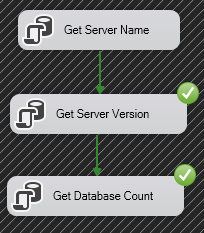 Get Server Name
Get Server Version
Get Database Count